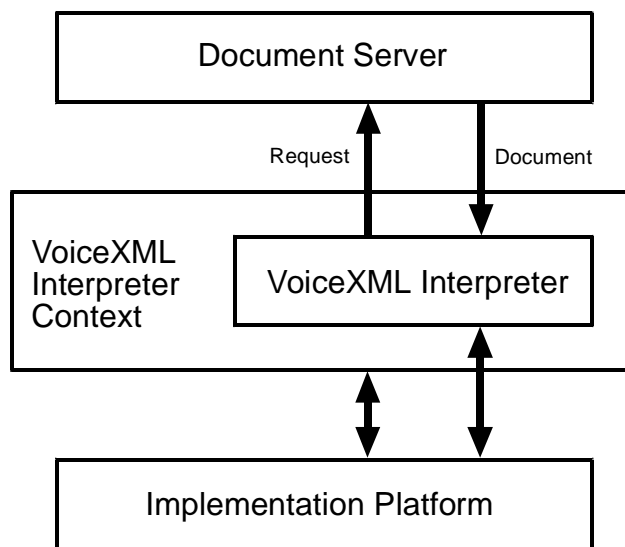 Document Server
Request
Document
VoiceXML
Interpreter
Context
VoiceXML Interpreter
Implementation Platform